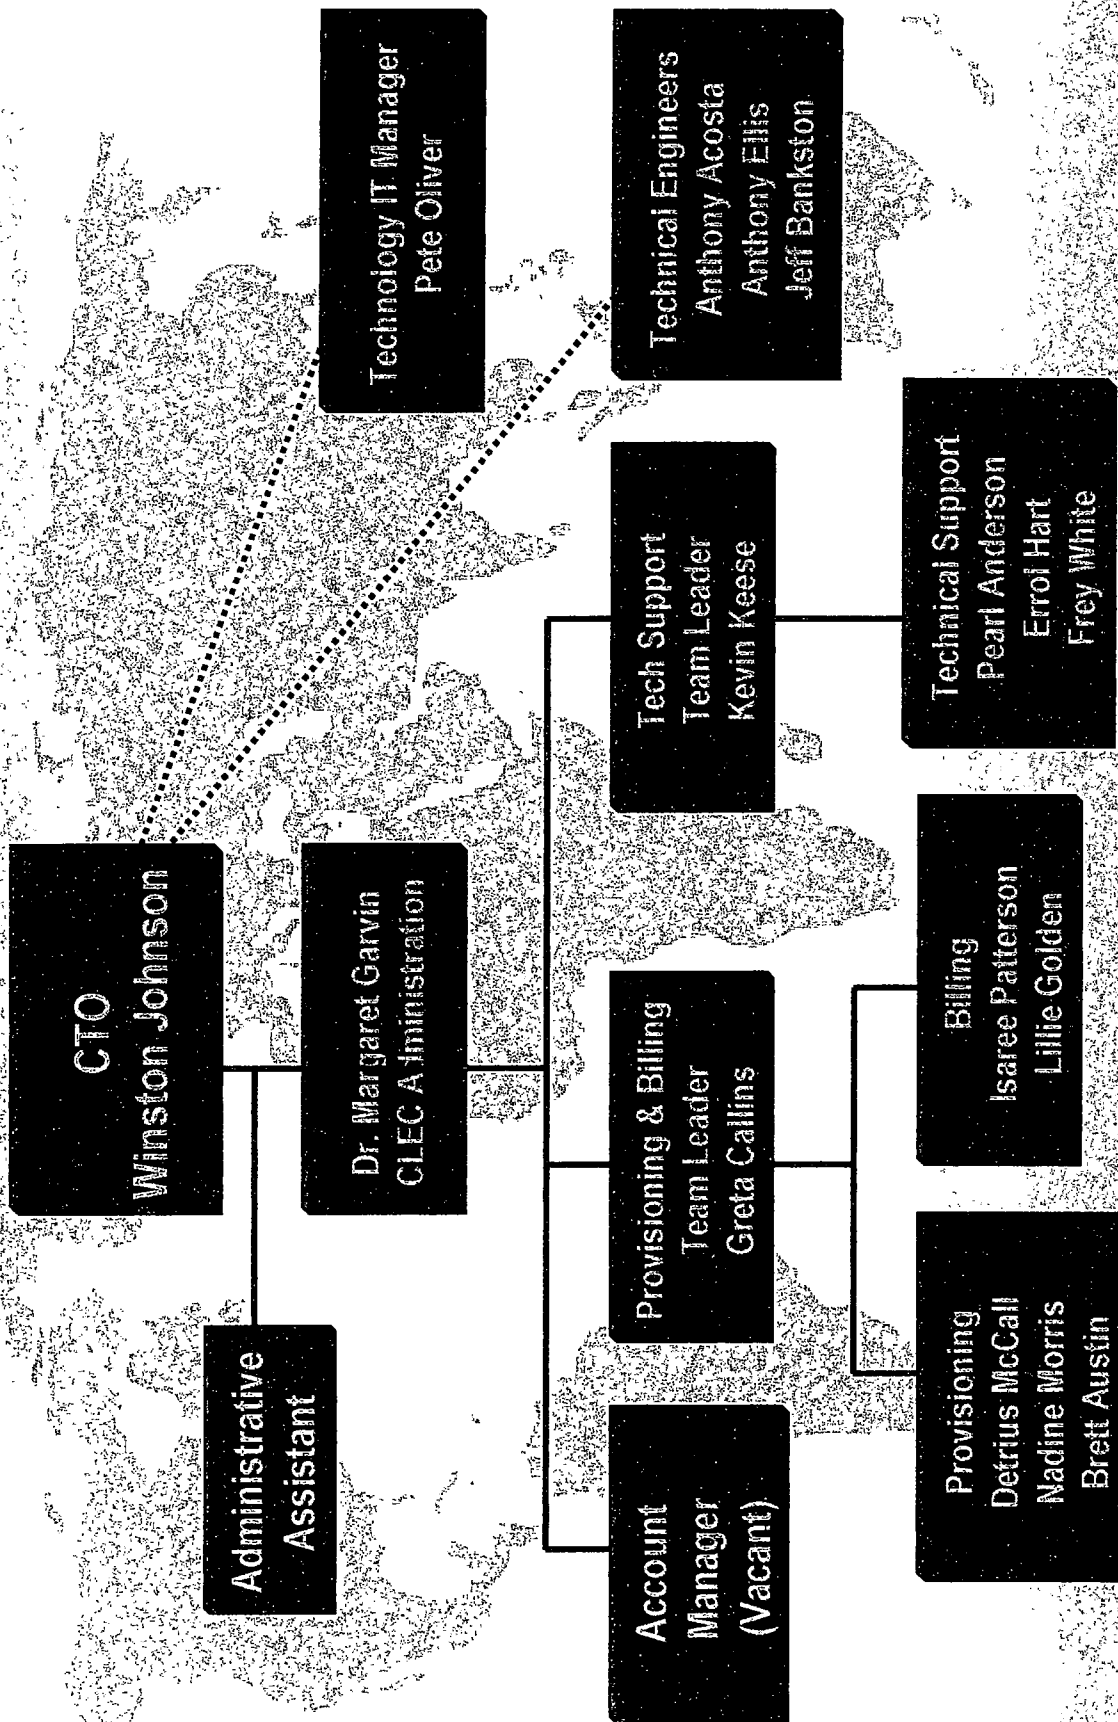 CTO
Winston Johnson
Administrative
Assistant
Dr. Margaret Garvin
CLEC A lministration
Technology IT Manager
Pete Oliver
Technical Engineers
Anthony Acosta
Anthony Ellis
Jeff Bankston
Account
Manager
(Vacant)
Provisioning & Billing
Team Leader
Greta Callins
Tech Support
Team Leader
Kevin Keese
Provisioning
Detrius McCall
Nadine Morris
Brett Austin
Billing
Isaree Patterson
Lillie Golden
Technical Support
Pearl Anderson
Errol Hart
Frey White